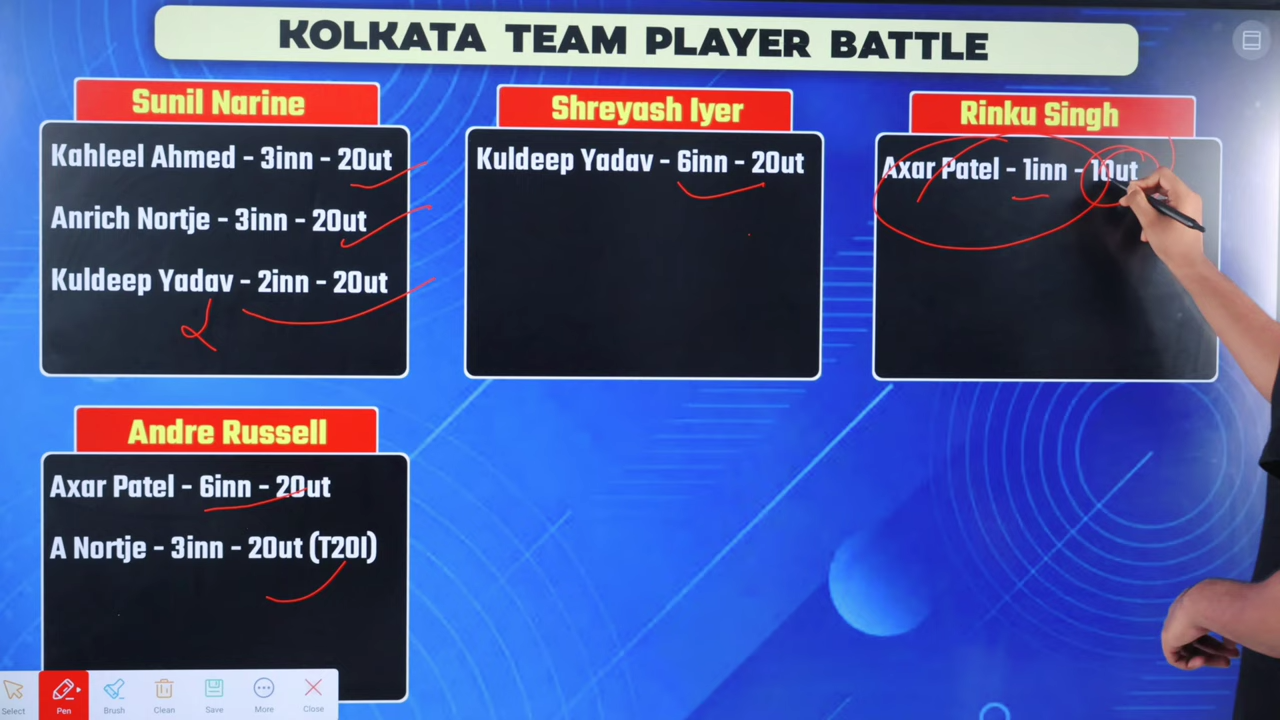 KOLKATA TEAM PLAYER BATTLE
Sunil Narine
Kahleel Ahmed - 3inn - 2Out
Anrich Nortje - 3inn - 2Out
Kuldeep Yadav - 2inn - 2Out
Shreyash Iyer
Kuldeep Yadav - 6inn - 2Out
Rinku Singh
Axar Patel - 1inn - 1Out
Andre Russell
Axar Patel - 6inn - 2Out
A Nortje - 3inn - 2Out (T20I)
Select
Pen
Brush
Clean
Save
More
Close